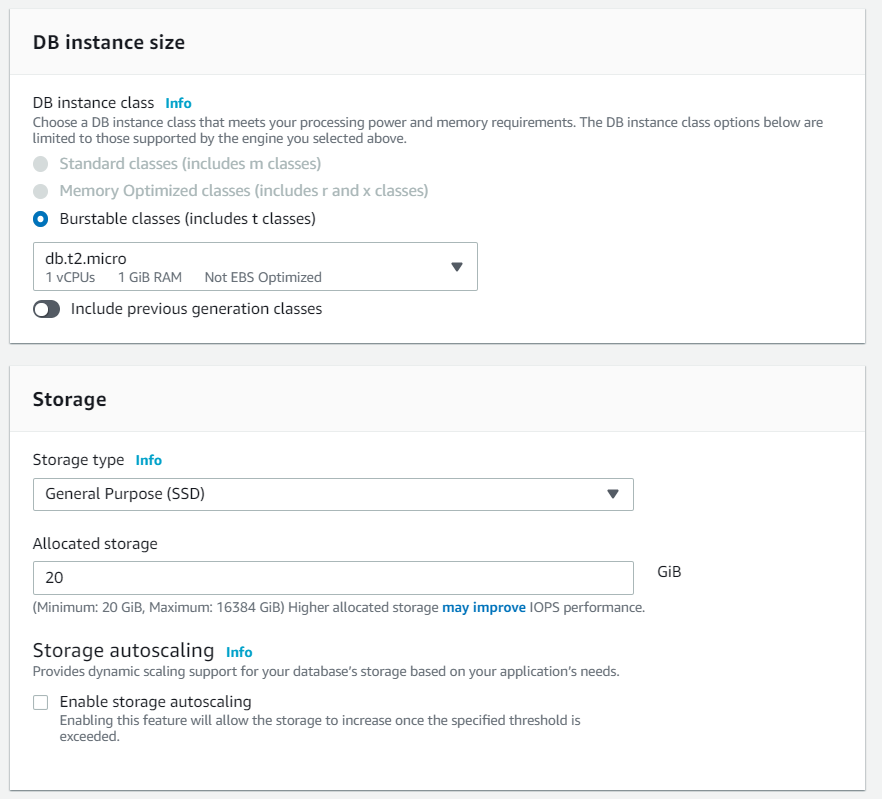 DB instance size
DB instance class Info
Choose a DB instance class that meets your processing power and memory requirements. The DB instance class options below are
limited to those supported by the engine you selected above.
Standard classes (includes m classes)
Memory Optimized classes (includes r and x classes)
Burstable classes (includes t classes)
db.t2.micro
1 vCPUs 1 GiB RAM Not EBS Optimized
Include previous generation classes
Storage
Storage type Info
General Purpose (SSD)
Allocated storage
20 GiB
(Minimum: 20 GiB, Maximum: 16384 GiB) Higher allocated storage may improve IOPS performance.
Storage autoscaling Info
Provides dynamic scaling support for your database's storage based on your application's needs.
Enable storage autoscaling
Enabling this feature will allow the storage to increase once the specified threshold is
exceeded.